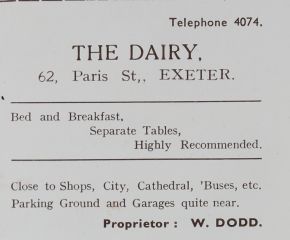 Telephone 4074.
THE DAIRY,
62, Paris St,. EXETER.
Bed and Breakfast,
Separate Tables,
Highly Recommended.
Close to Shops, City, Cathedral, 'Buses, etc.
Parking Ground and Garages quite near.
Proprietor : W. DODD.